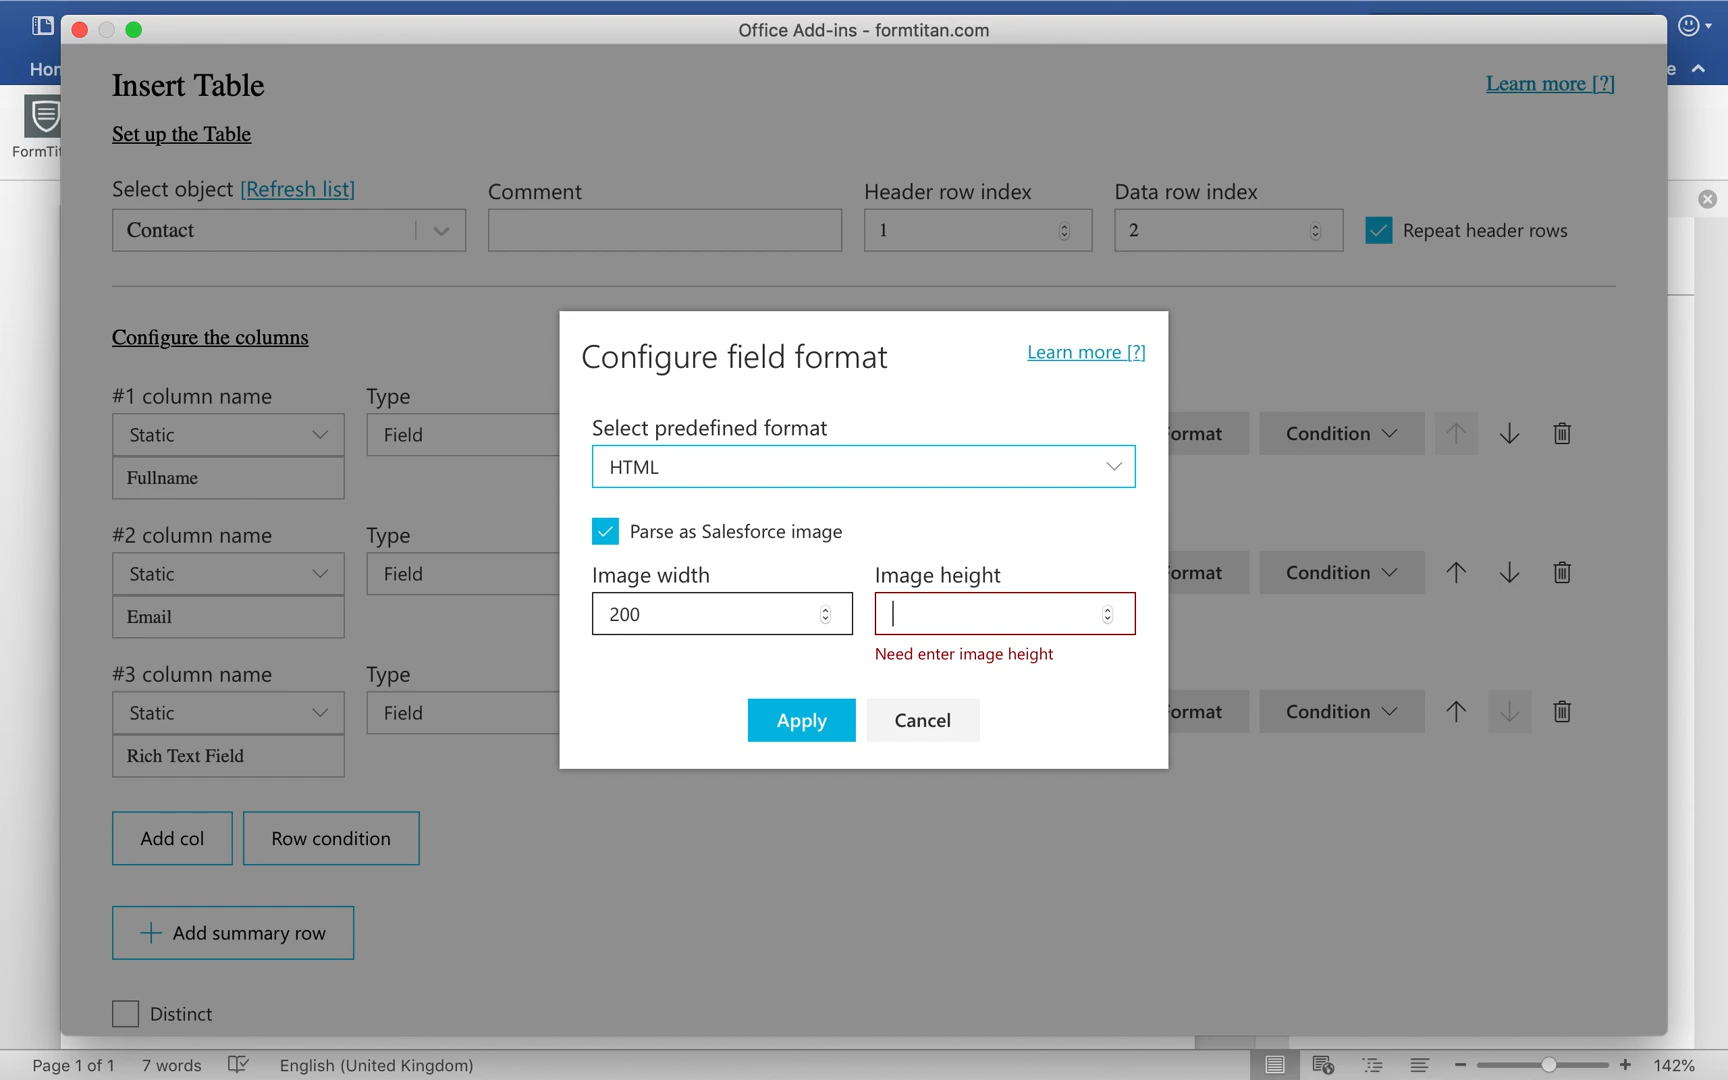 Office Add-ins - formtitan.com
Insert Table
Learn more [?]
Set up the Table
Select object [Refresh list]
Comment
Header row index
Data row index
Contact
1
2
Repeat header rows
Configure the columns
Configure field format
Learn more [?]
Select predefined format
HTML
Parse as Salesforce image
Image width
Image height
200
Need enter image height
Apply
Cancel
#1 column name
Type
Static
Field
Condition
Fullname
#2 column name
Type
Static
Field
Condition
Email
#3 column name
Type
Static
Field
Condition
Rich Text Field
Add col
Row condition
Add summary row
Distinct
Page 1 of 1
7 words
English (United Kingdom)
142%